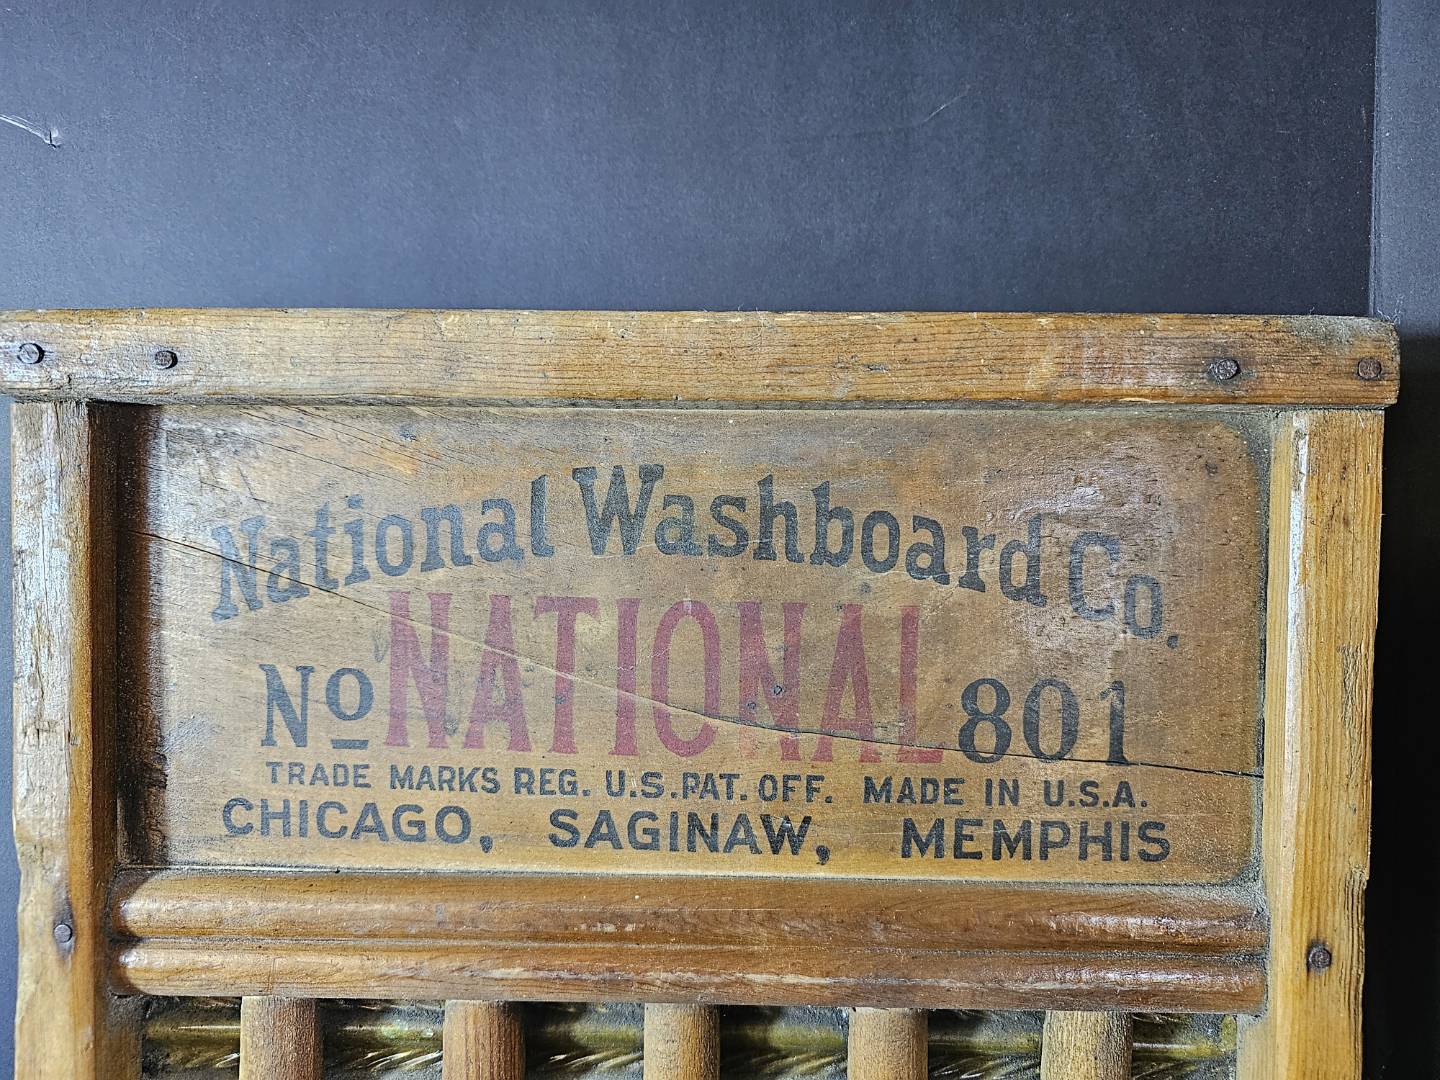 National Washboard Co.
No NATIONAL 801
TRADE MARKS REG. U.S. PAT. OFF. MADE IN U.S.A.
CHICAGO, SAGINAW, MEMPHIS